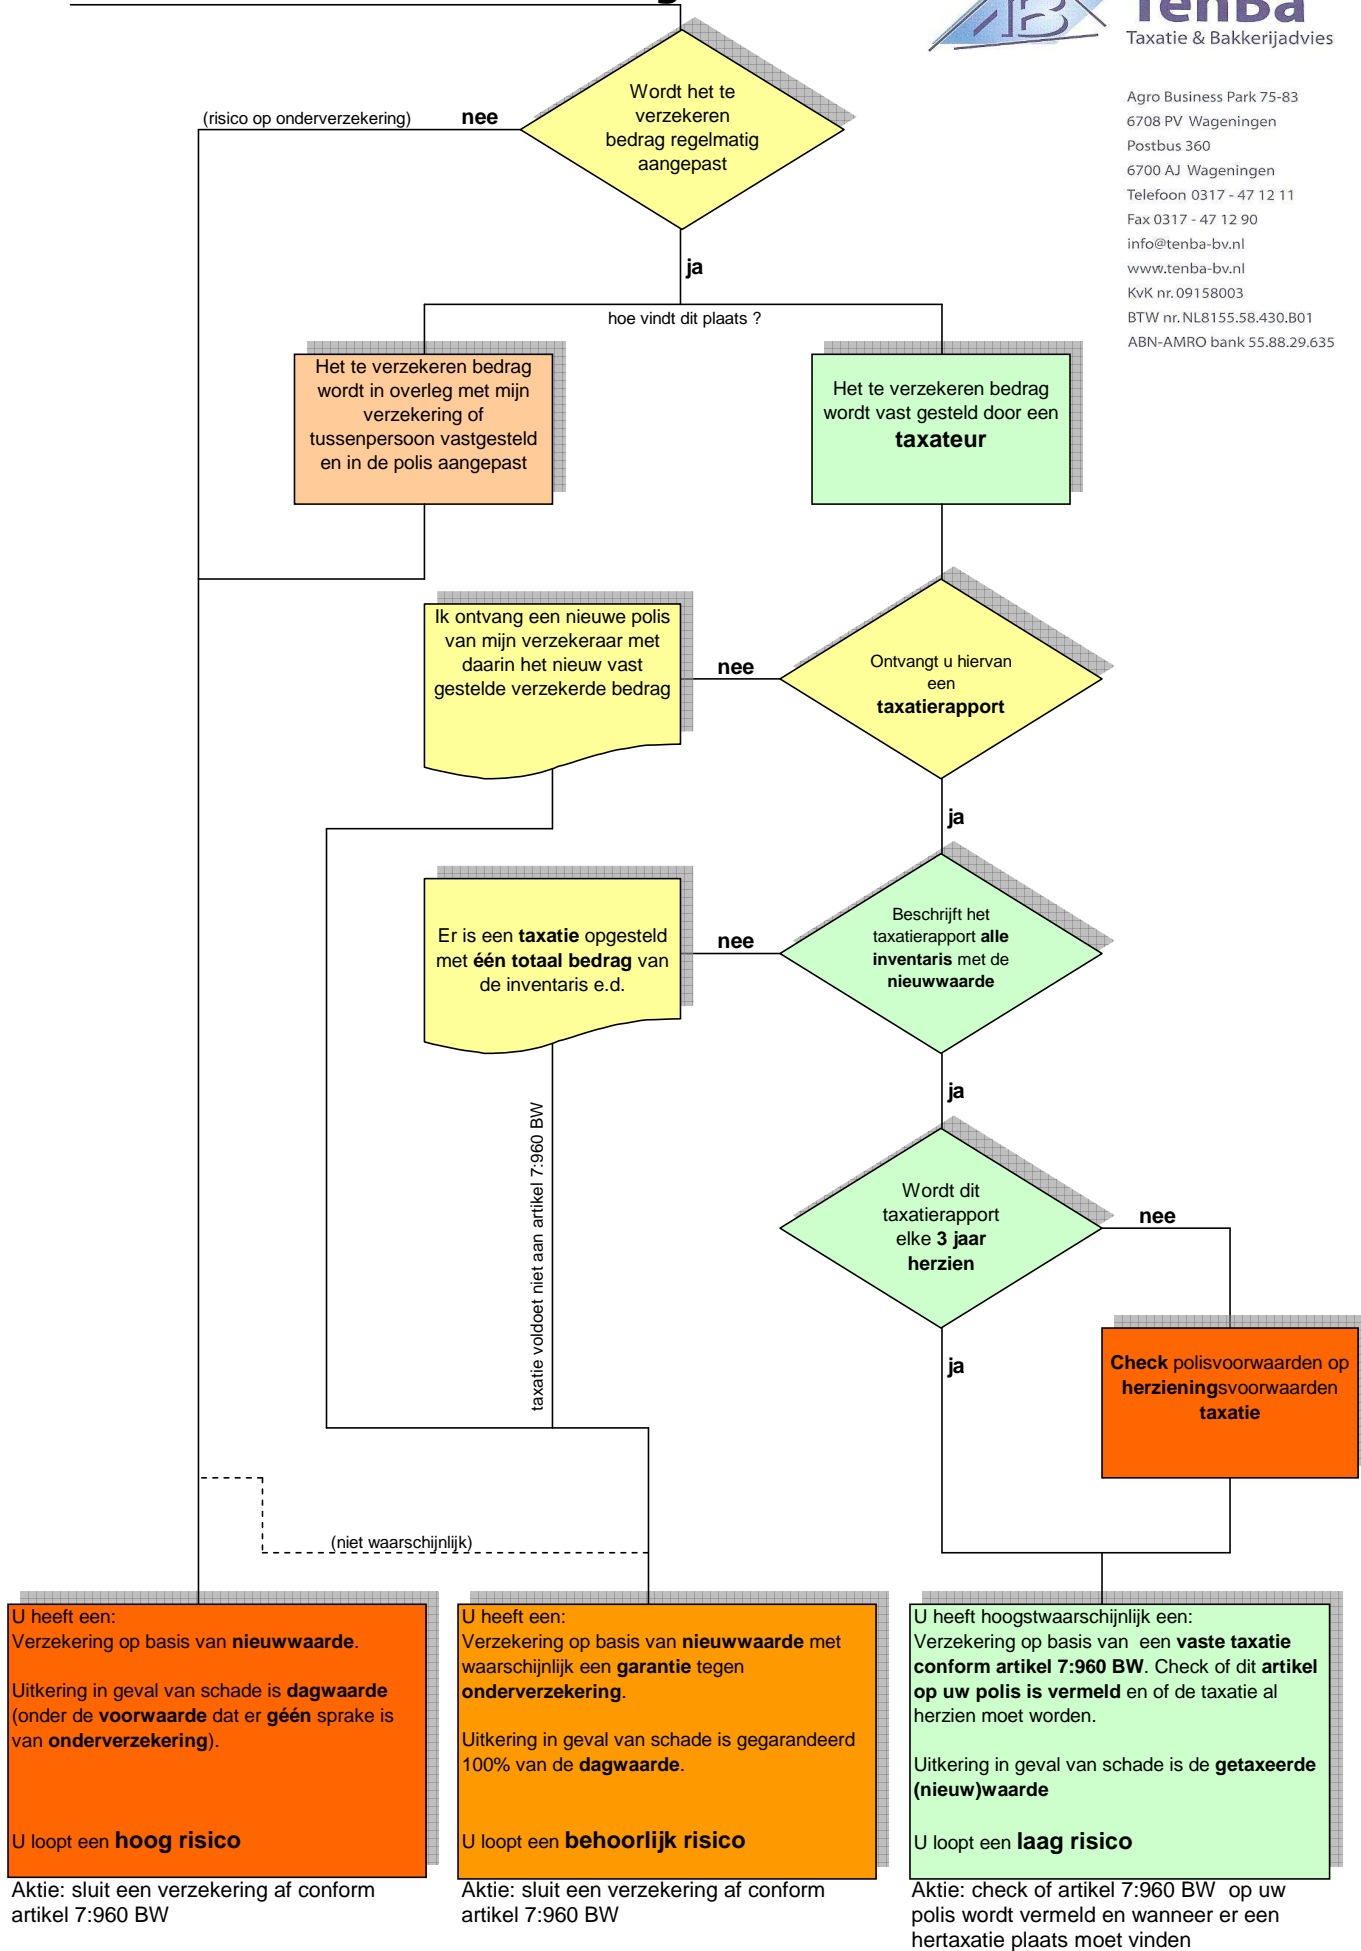 TenBa
Taxatie & Bakkerijadvies
Agro Business Park 75-83
6708 PV Wageningen
Postbus 360
6700 AJ Wageningen
Telefoon 0317 - 47 12 11
Fax 0317 - 47 12 90
info@tenba-bv.nl
www.tenba-bv.nl
KvK nr. 09158003
BTW nr. NL8155.58.430.B01
ABN-AMRO bank 55.88.29.635
Wordt het te
verzekeren
bedrag regelmatig
aangepast
(risico op onderverzekering)
nee
ja
hoe vindt dit plaats ?
Het te verzekeren bedrag
wordt in overleg met mijn
verzekering of
tussenpersoon vastgesteld
en in de polis aangepast
Het te verzekeren bedrag
wordt vast gesteld door een
taxateur
Ik ontvang een nieuwe polis
van mijn verzekeraar met
daarin het nieuw vast
gestelde verzekerde bedrag
nee
Ontvangt u hiervan
een
taxatierapport
ja
Er is een taxatie opgesteld
met één totaal bedrag van
de inventaris e.d.
nee
Beschrijft het
taxatierapport alle
inventaris met de
nieuwwaarde
ja
taxatie voldoet niet aan artikel 7:960 BW
Wordt dit
taxatierapport
elke 3 jaar
herzien
nee
ja
Check polisvoorwaarden op
herzieningsvoorwaarden
taxatie
(niet waarschijnlijk)
U heeft een:
Verzekering op basis van nieuwwaarde.
Uitkering in geval van schade is dagwaarde
(onder de voorwaarde dat er géén sprake is
van onderverzekering).
U loopt een hoog risico
Aktie: sluit een verzekering af conform
artikel 7:960 BW
U heeft een:
Verzekering op basis van nieuwwaarde met
waarschijnlijk een garantie tegen
onderverzekering.
Uitkering in geval van schade is gegarandeerd
100% van de dagwaarde.
U loopt een behoorlijk risico
Aktie: sluit een verzekering af conform
artikel 7:960 BW
U heeft hoogstwaarschijnlijk een:
Verzekering op basis van een vaste taxatie
conform artikel 7:960 BW. Check of dit artikel
op uw polis is vermeld en of de taxatie al
herzien moet worden.
Uitkering in geval van schade is de getaxeerde
(nieuw)waarde
U loopt een laag risico
Aktie: check of artikel 7:960 BW op uw
polis wordt vermeld en wanneer er een
hertaxatie plaats moet vinden